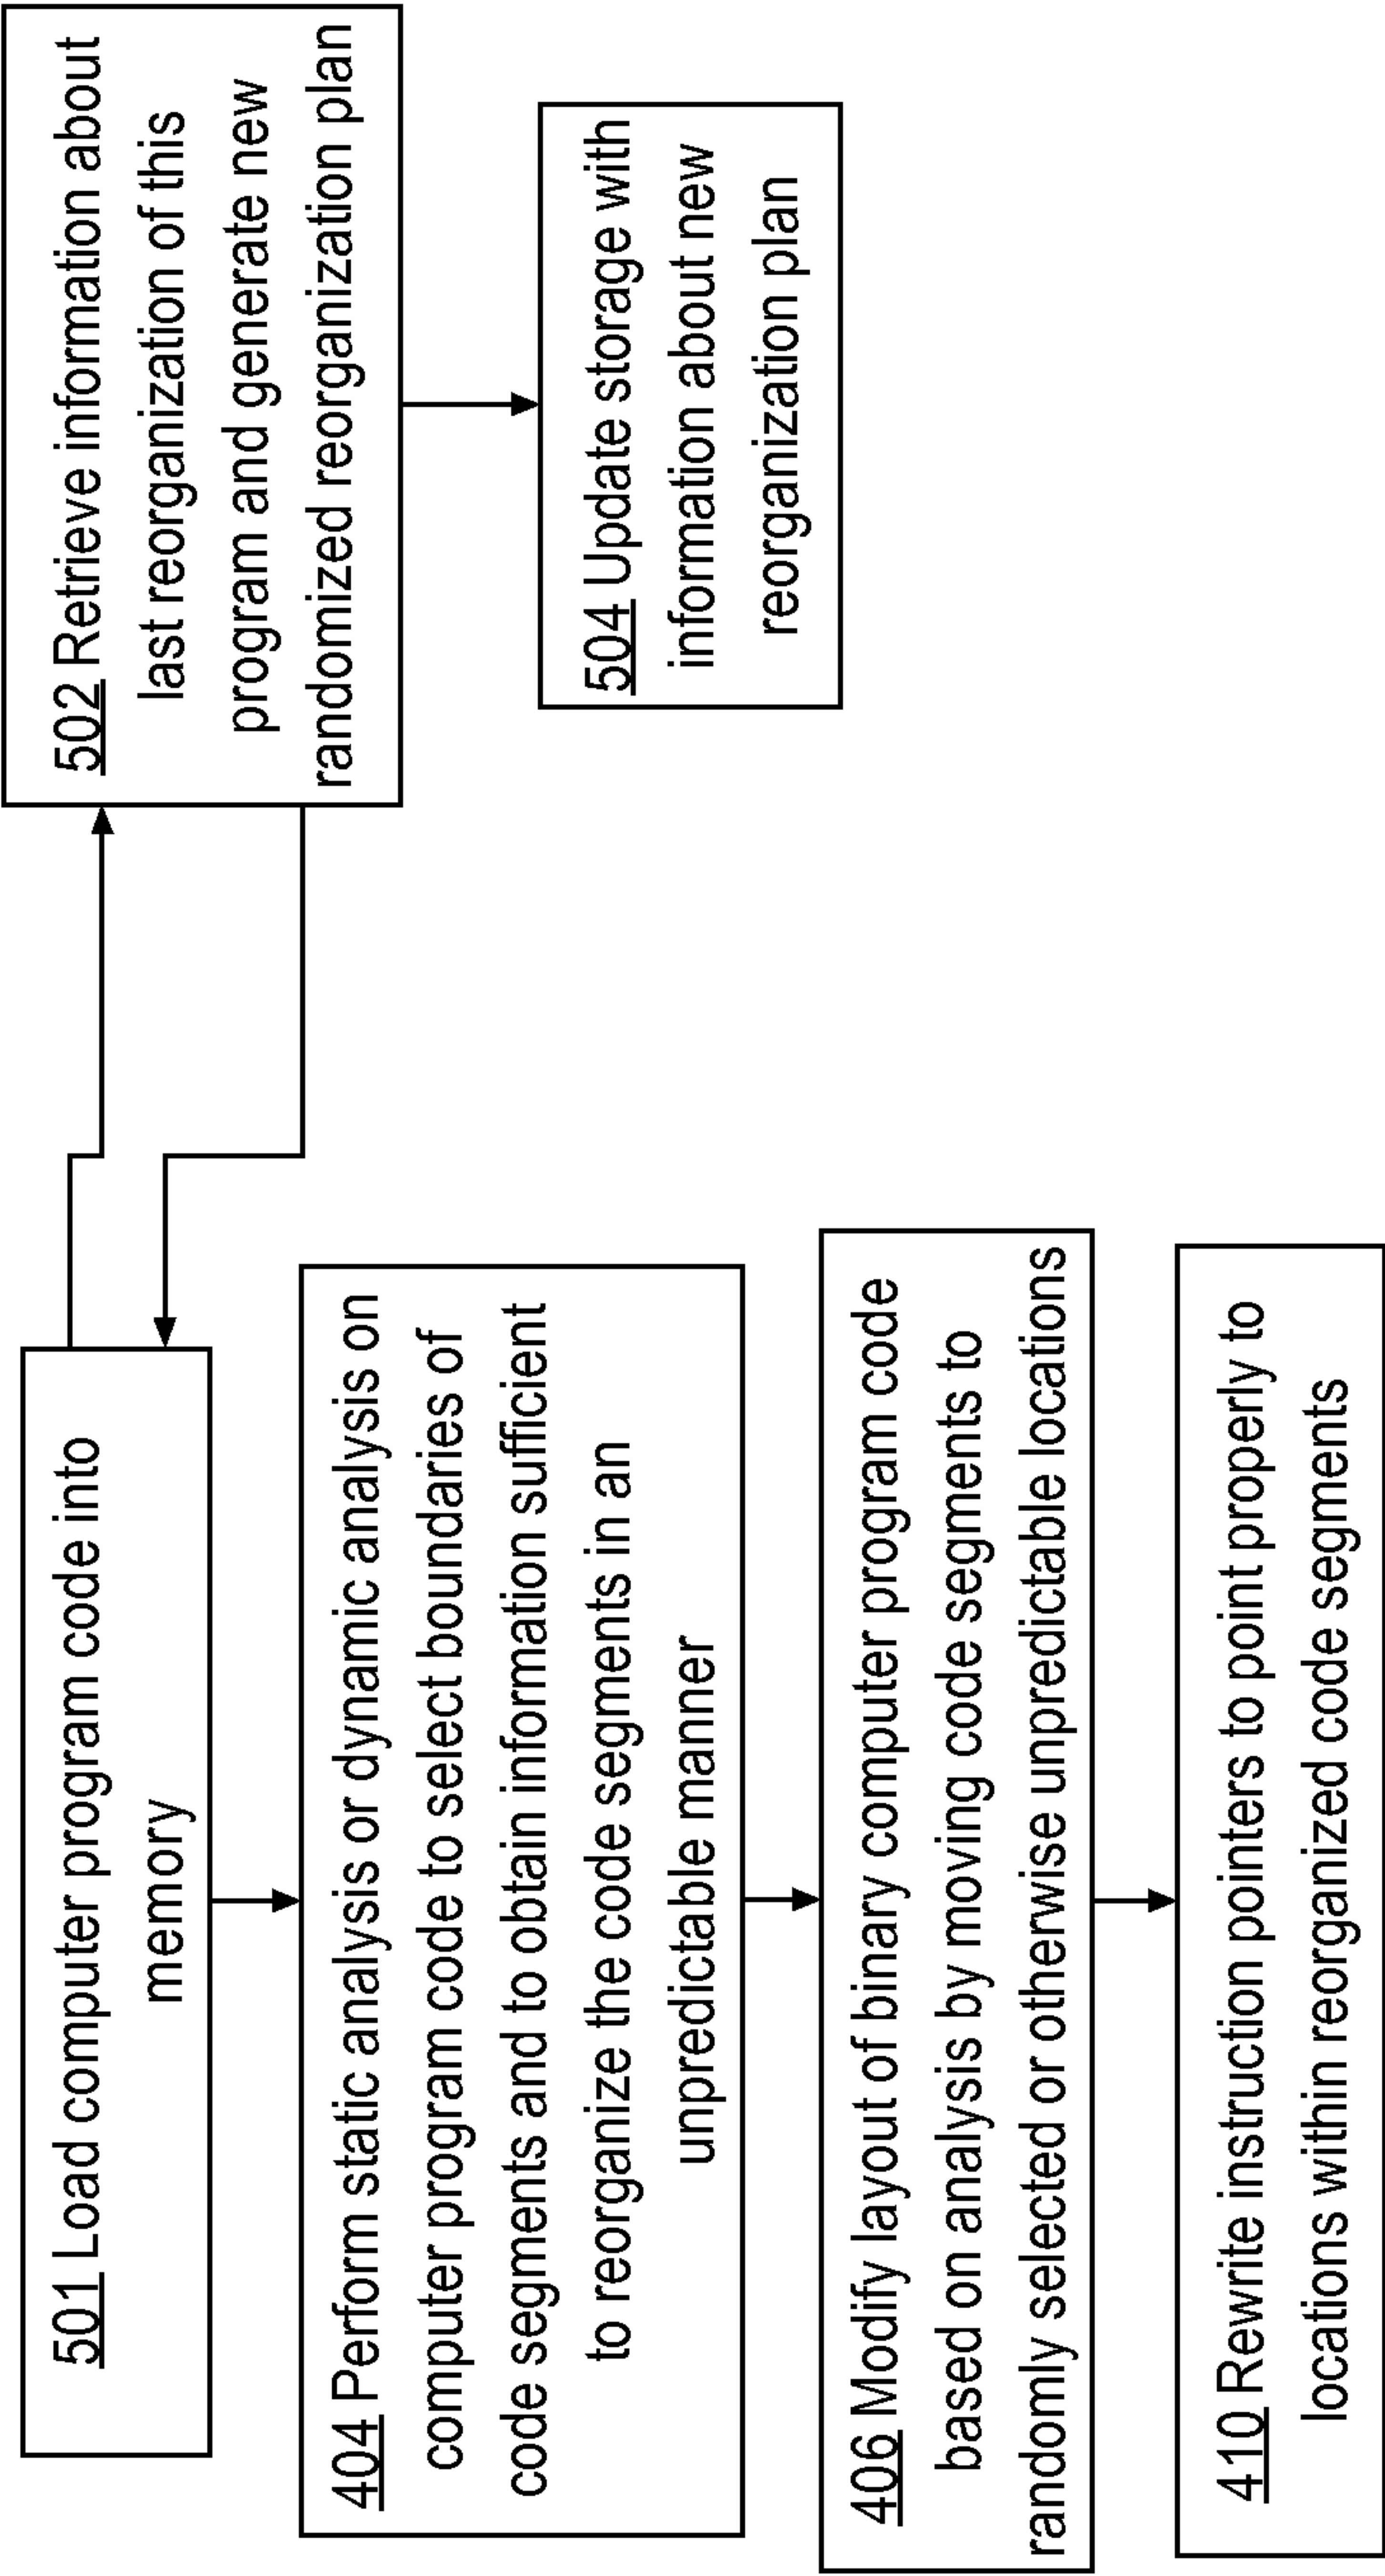 501 Load computer program code into
memory
502 Retrieve information about
last reorganization of this
program and generate new
randomized reorganization plan
504 Update storage with
information about new
reorganization plan
404 Perform static analysis or dynamic analysis on
computer program code to select boundaries of
code segments and to obtain information sufficient
to reorganize the code segments in an
unpredictable manner
406 Modify layout of binary computer program code
based on analysis by moving code segments to
randomly selected or otherwise unpredictable locations
410 Rewrite instruction pointers to point properly to
locations within reorganized code segments